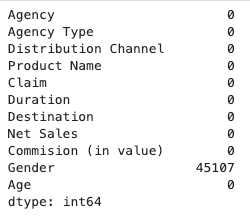 Agency 0
Agency Type 0
Distribution Channel 0
Product Name 0
Claim 0
Duration 0
Destination 0
Net Sales 0
Commision (in value) 0
Gender 45107
Age 0
dtype: int64